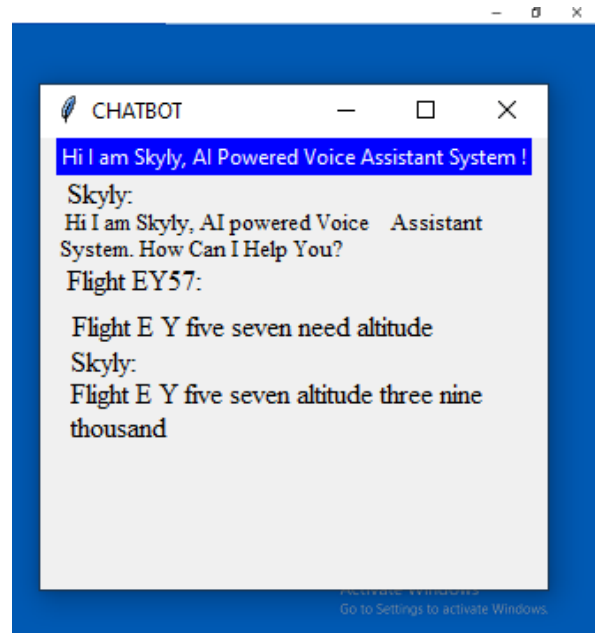 CHATBOT
Hi I am Skyly, AI Powered Voice Assistant System !
Skyly:
Hi I am Skyly, AI powered Voice Assistant
System. How Can I Help You?
Flight EY57:
Flight E Y five seven need altitude
Skyly:
Flight E Y five seven altitude three nine
thousand
Activate Windows
Go to Settings to activate Windows.